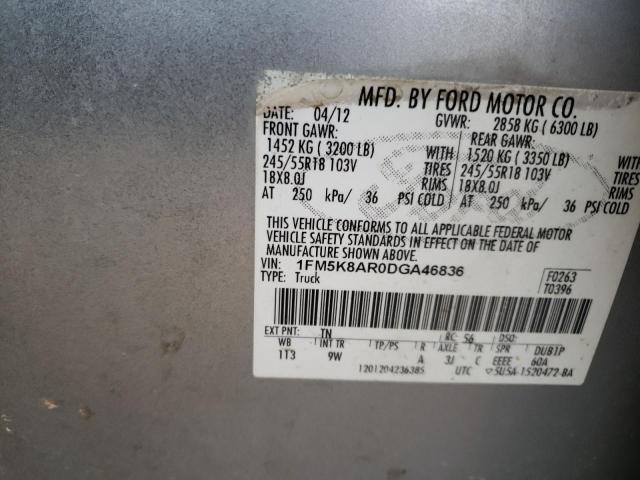 MFD. BY FORD MOTOR CO.
DATE: 04/12 GVWR: 2858 KG ( 6300 LB)
FRONT GAWR: REAR GAWR:
1452 KG ( 3200 LB) WITH 1520 KG ( 3350 LB) WITH
245/55R18 103V TIRES 245/55R18 103V TIRES
18X8.0J RIMS 18X8.0J RIMS
AT 250 kPa/ 36 PSI COLD AT 250 kPa/ 36 PSI COLD
THIS VEHICLE CONFORMS TO ALL APPLICABLE FEDERAL MOTOR
VEHICLE SAFETY STANDARDS IN EFFECT ON THE DATE OF
MANUFACTURE SHOWN ABOVE.
VIN: 1FM5K8AR0DGA46836 F0263
TYPE: Truck T0396
EXT PNT: TN RC: 56 DSO:
WB INT TR TP/PS R AXLE TR SPR DUB1P
1T3 9W A 3J C EEEE 60A
1201204236385 UTC ▽5U5A-1520472-BA